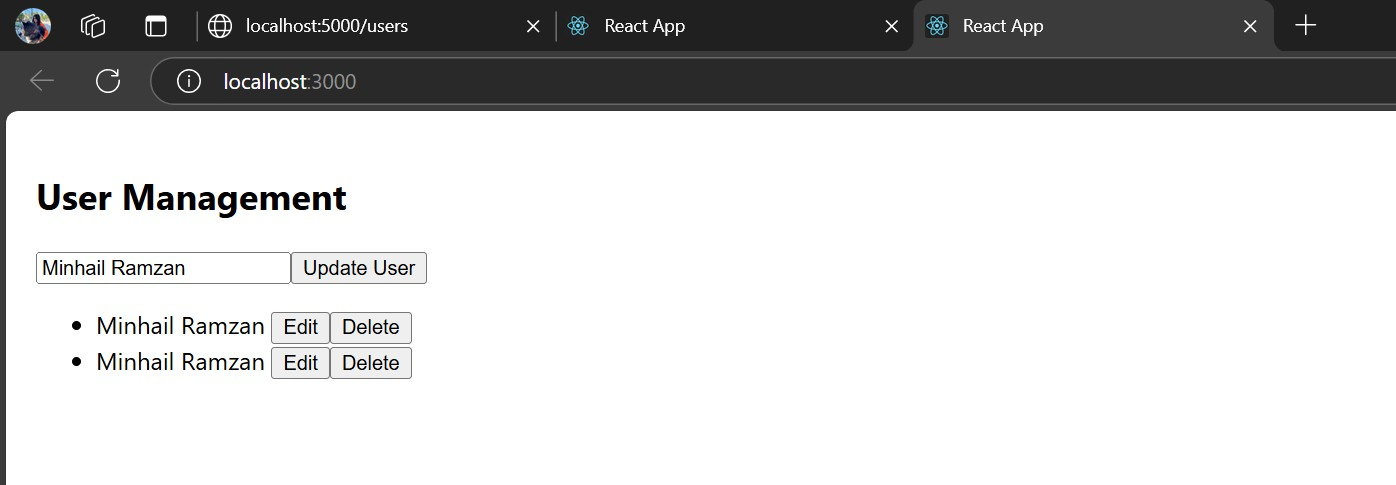 localhost:5000/users React App React App
localhost:3000
User Management
Minhail Ramzan Update User
Minhail Ramzan Edit Delete
Minhail Ramzan Edit Delete